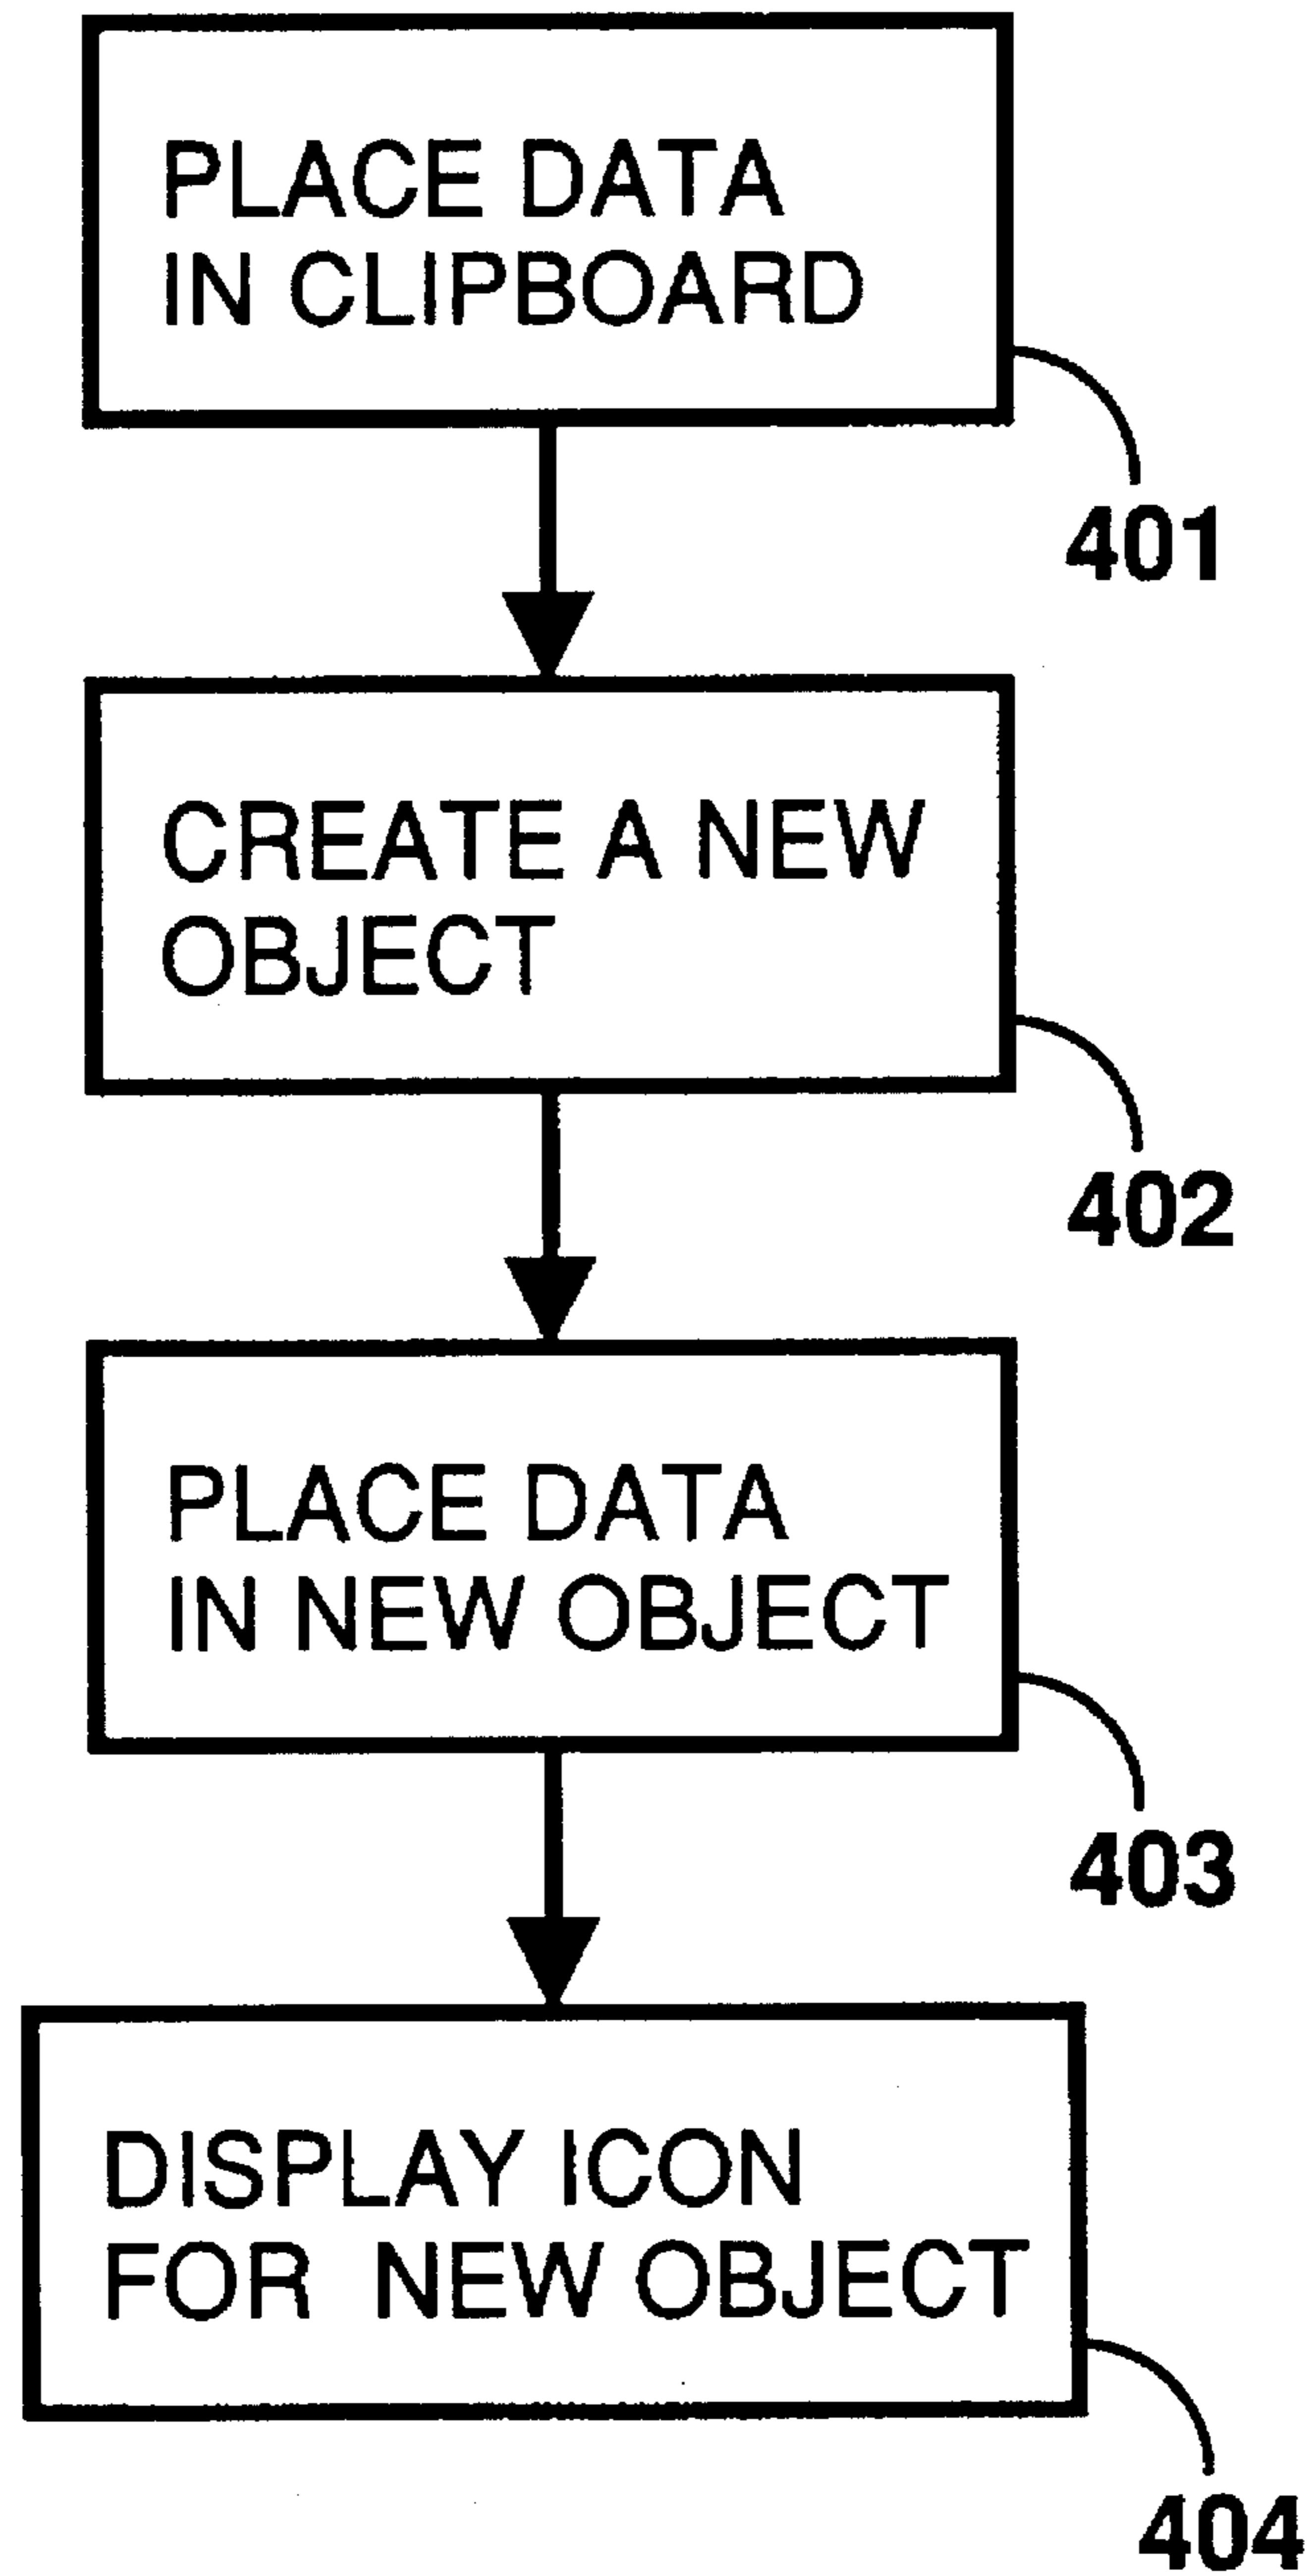 PLACE DATA
IN CLIPBOARD
401
CREATE A NEW
OBJECT
402
PLACE DATA
IN NEW OBJECT
403
DISPLAY ICON
FOR NEW OBJECT
404